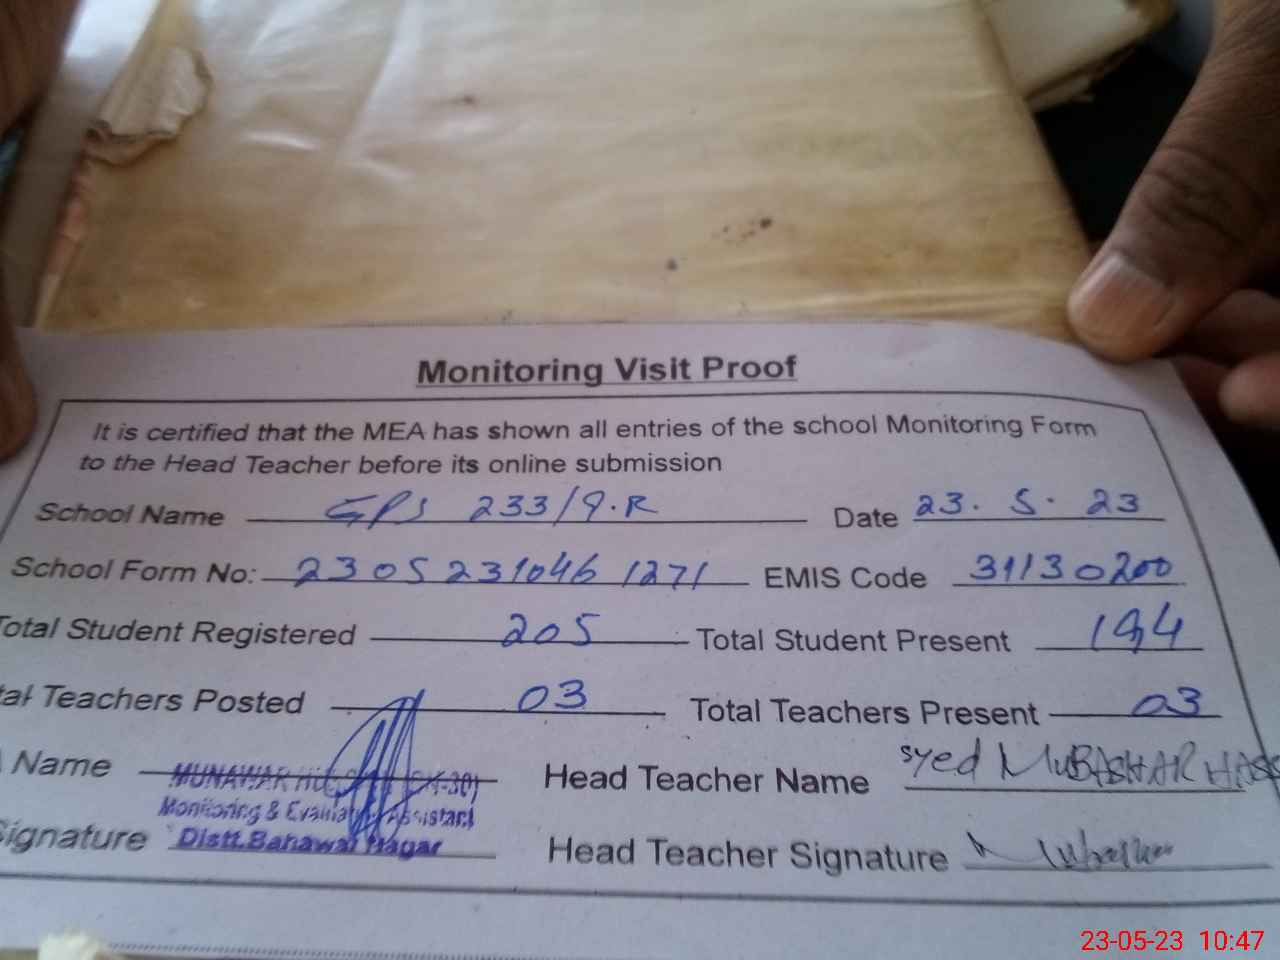 Monitoring Visit Proof
It is certified that the MEA has shown all entries of the school Monitoring Form
to the Head Teacher before its online submission
School Name GPS 233/9.R Date 23.5.23
School Form No: 2305231046 1271 EMIS Code 31130200
Total Student Registered 205 Total Student Present 194
tal Teachers Posted 03 Total Teachers Present 03
Name MUNAWAR Head Teacher Name Syed MUBASHAR HASS
Monitoring & Evaluation Assistant
Signature Distt.Bahawal Nagar Head Teacher Signature
23-05-23 10:47